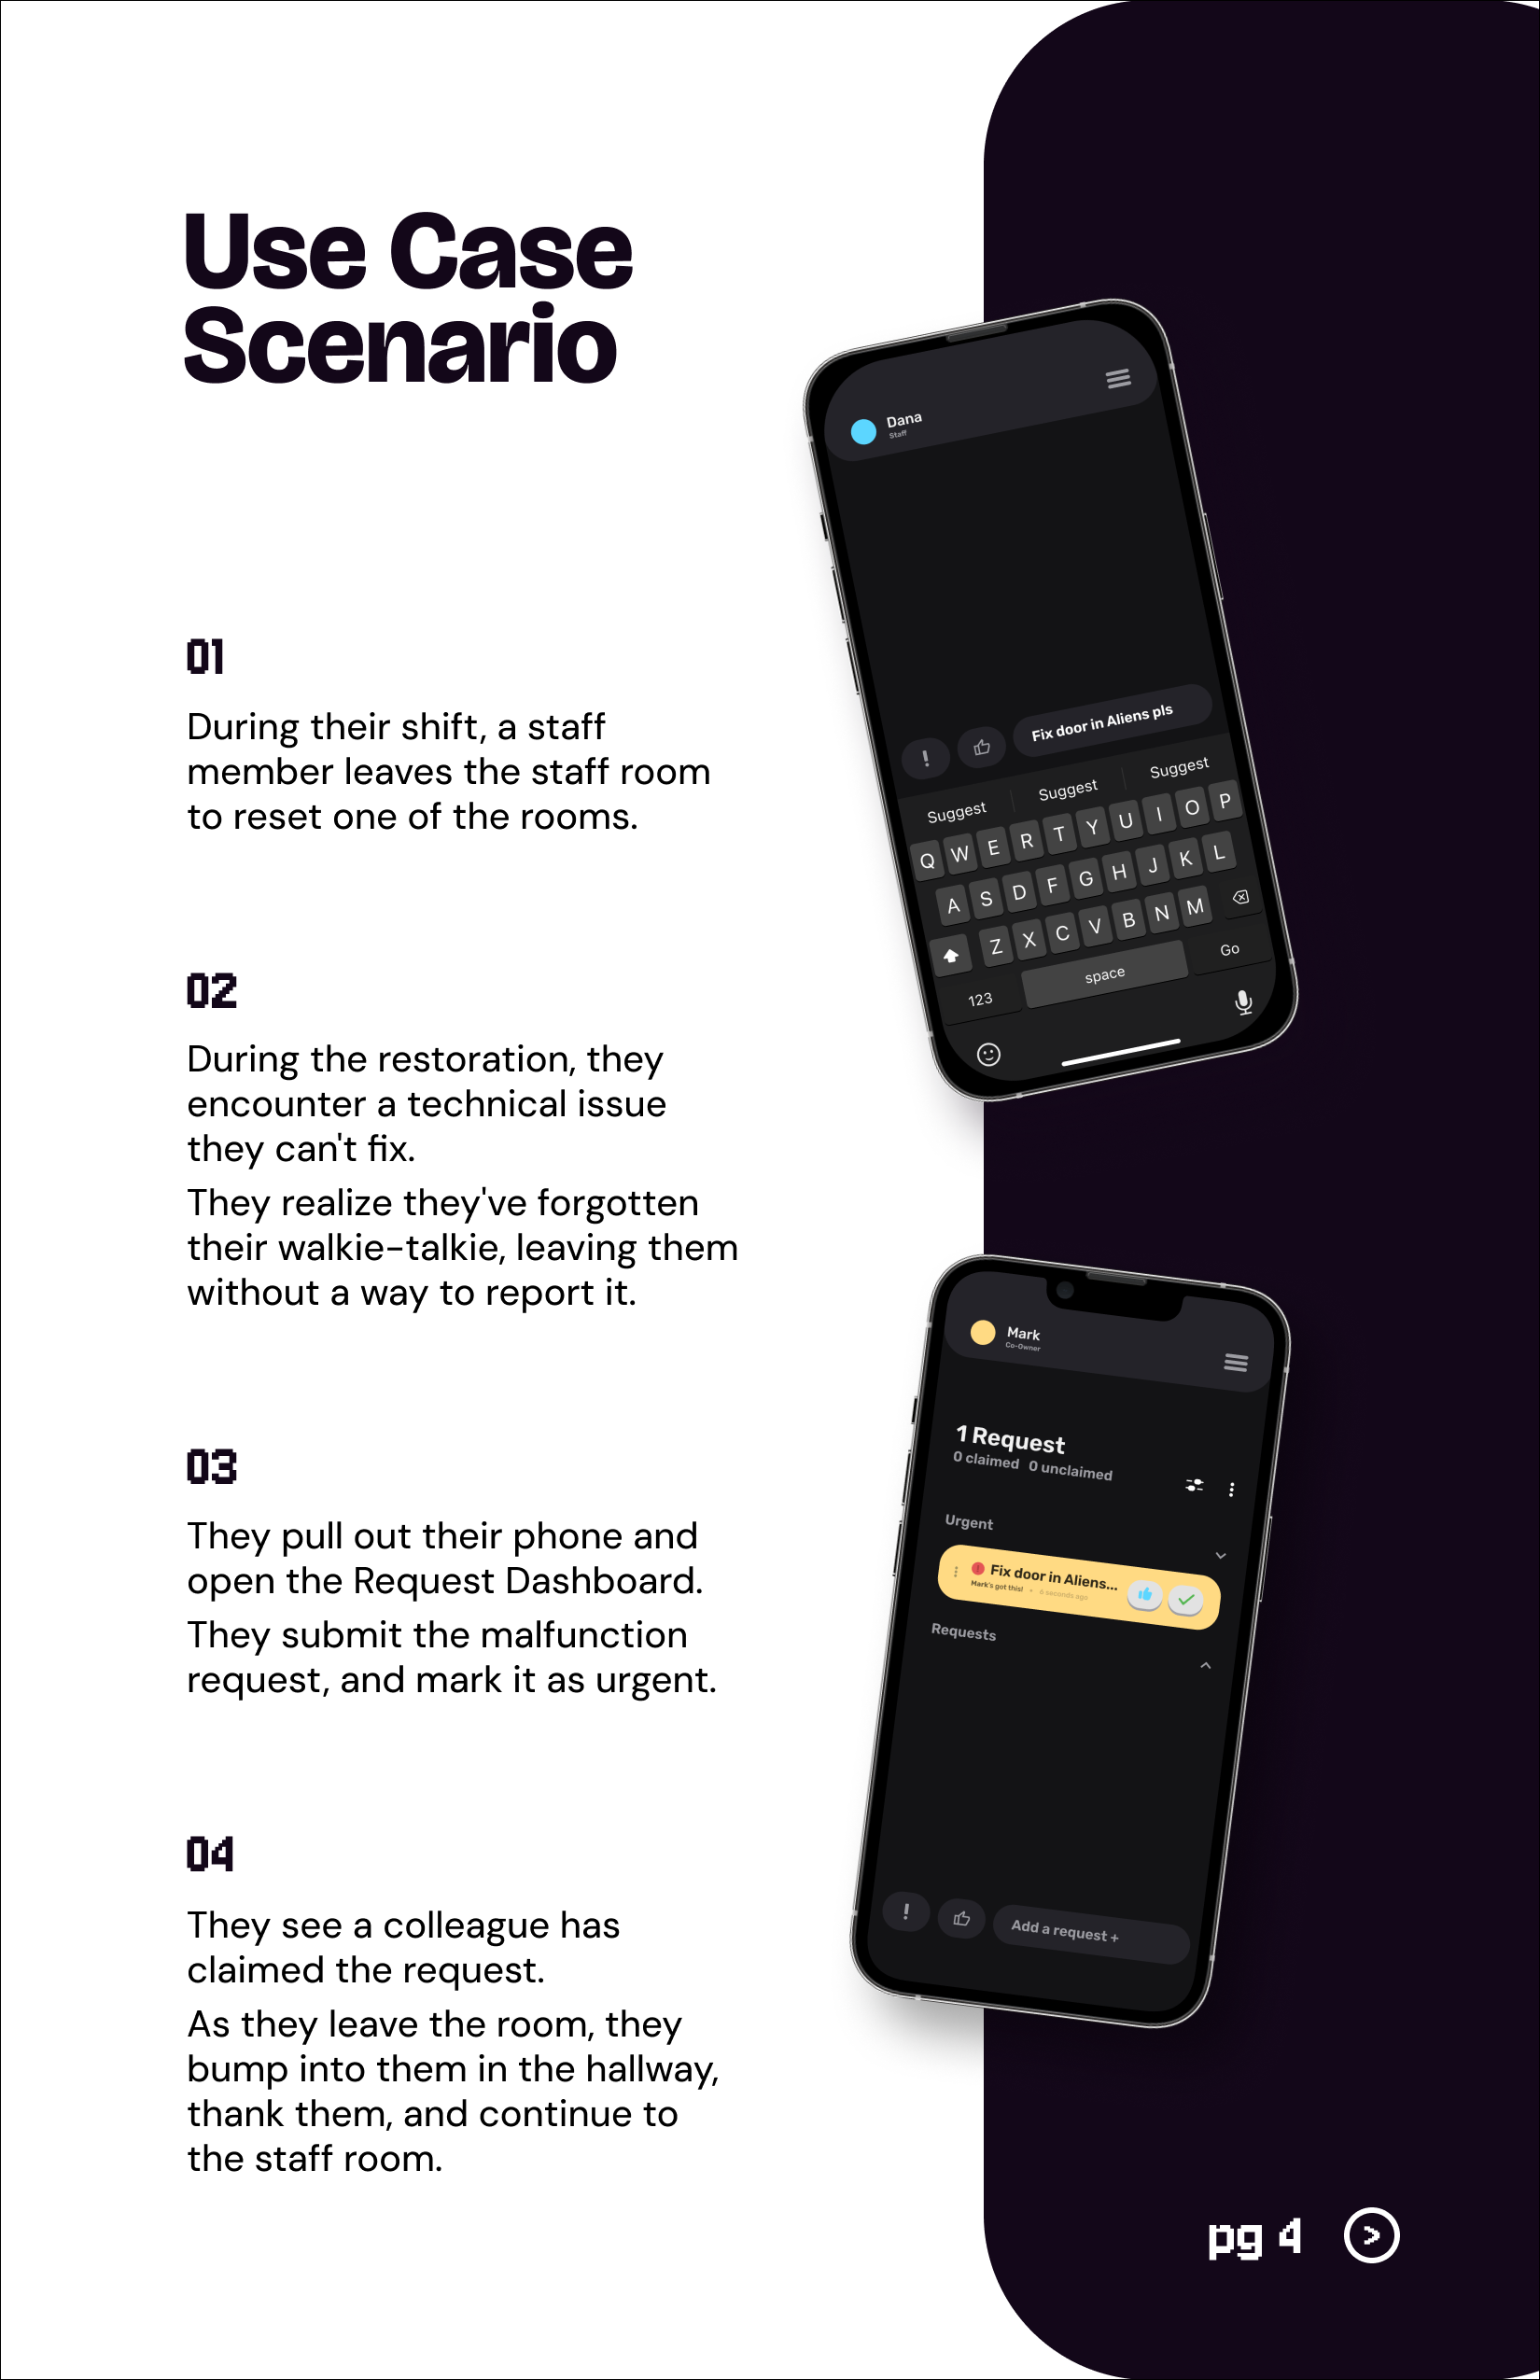 Use Case
Scenario
01
During their shift, a staff
member leaves the staff room
to reset one of the rooms.
02
During the restoration, they
encounter a technical issue
they can't fix.
They realize they've forgotten
their walkie-talkie, leaving them
without a way to report it.
03
They pull out their phone and
open the Request Dashboard.
They submit the malfunction
request, and mark it as urgent.
04
They see a colleague has
claimed the request.
As they leave the room, they
bump into them in the hallway,
thank them, and continue to
the staff room.
Dana
Staff
Fix door in Aliens pls
Suggest Suggest Suggest
Q W E R T Y U I O P
A S D F G H J K L
Z X C V B N M
123 space Go
Mark
Co-Owner
1 Request
0 claimed 0 unclaimed
Urgent
Fix door in Aliens...
Mark's got this! • 6 seconds ago
Requests
Add a request +
pg 4 >